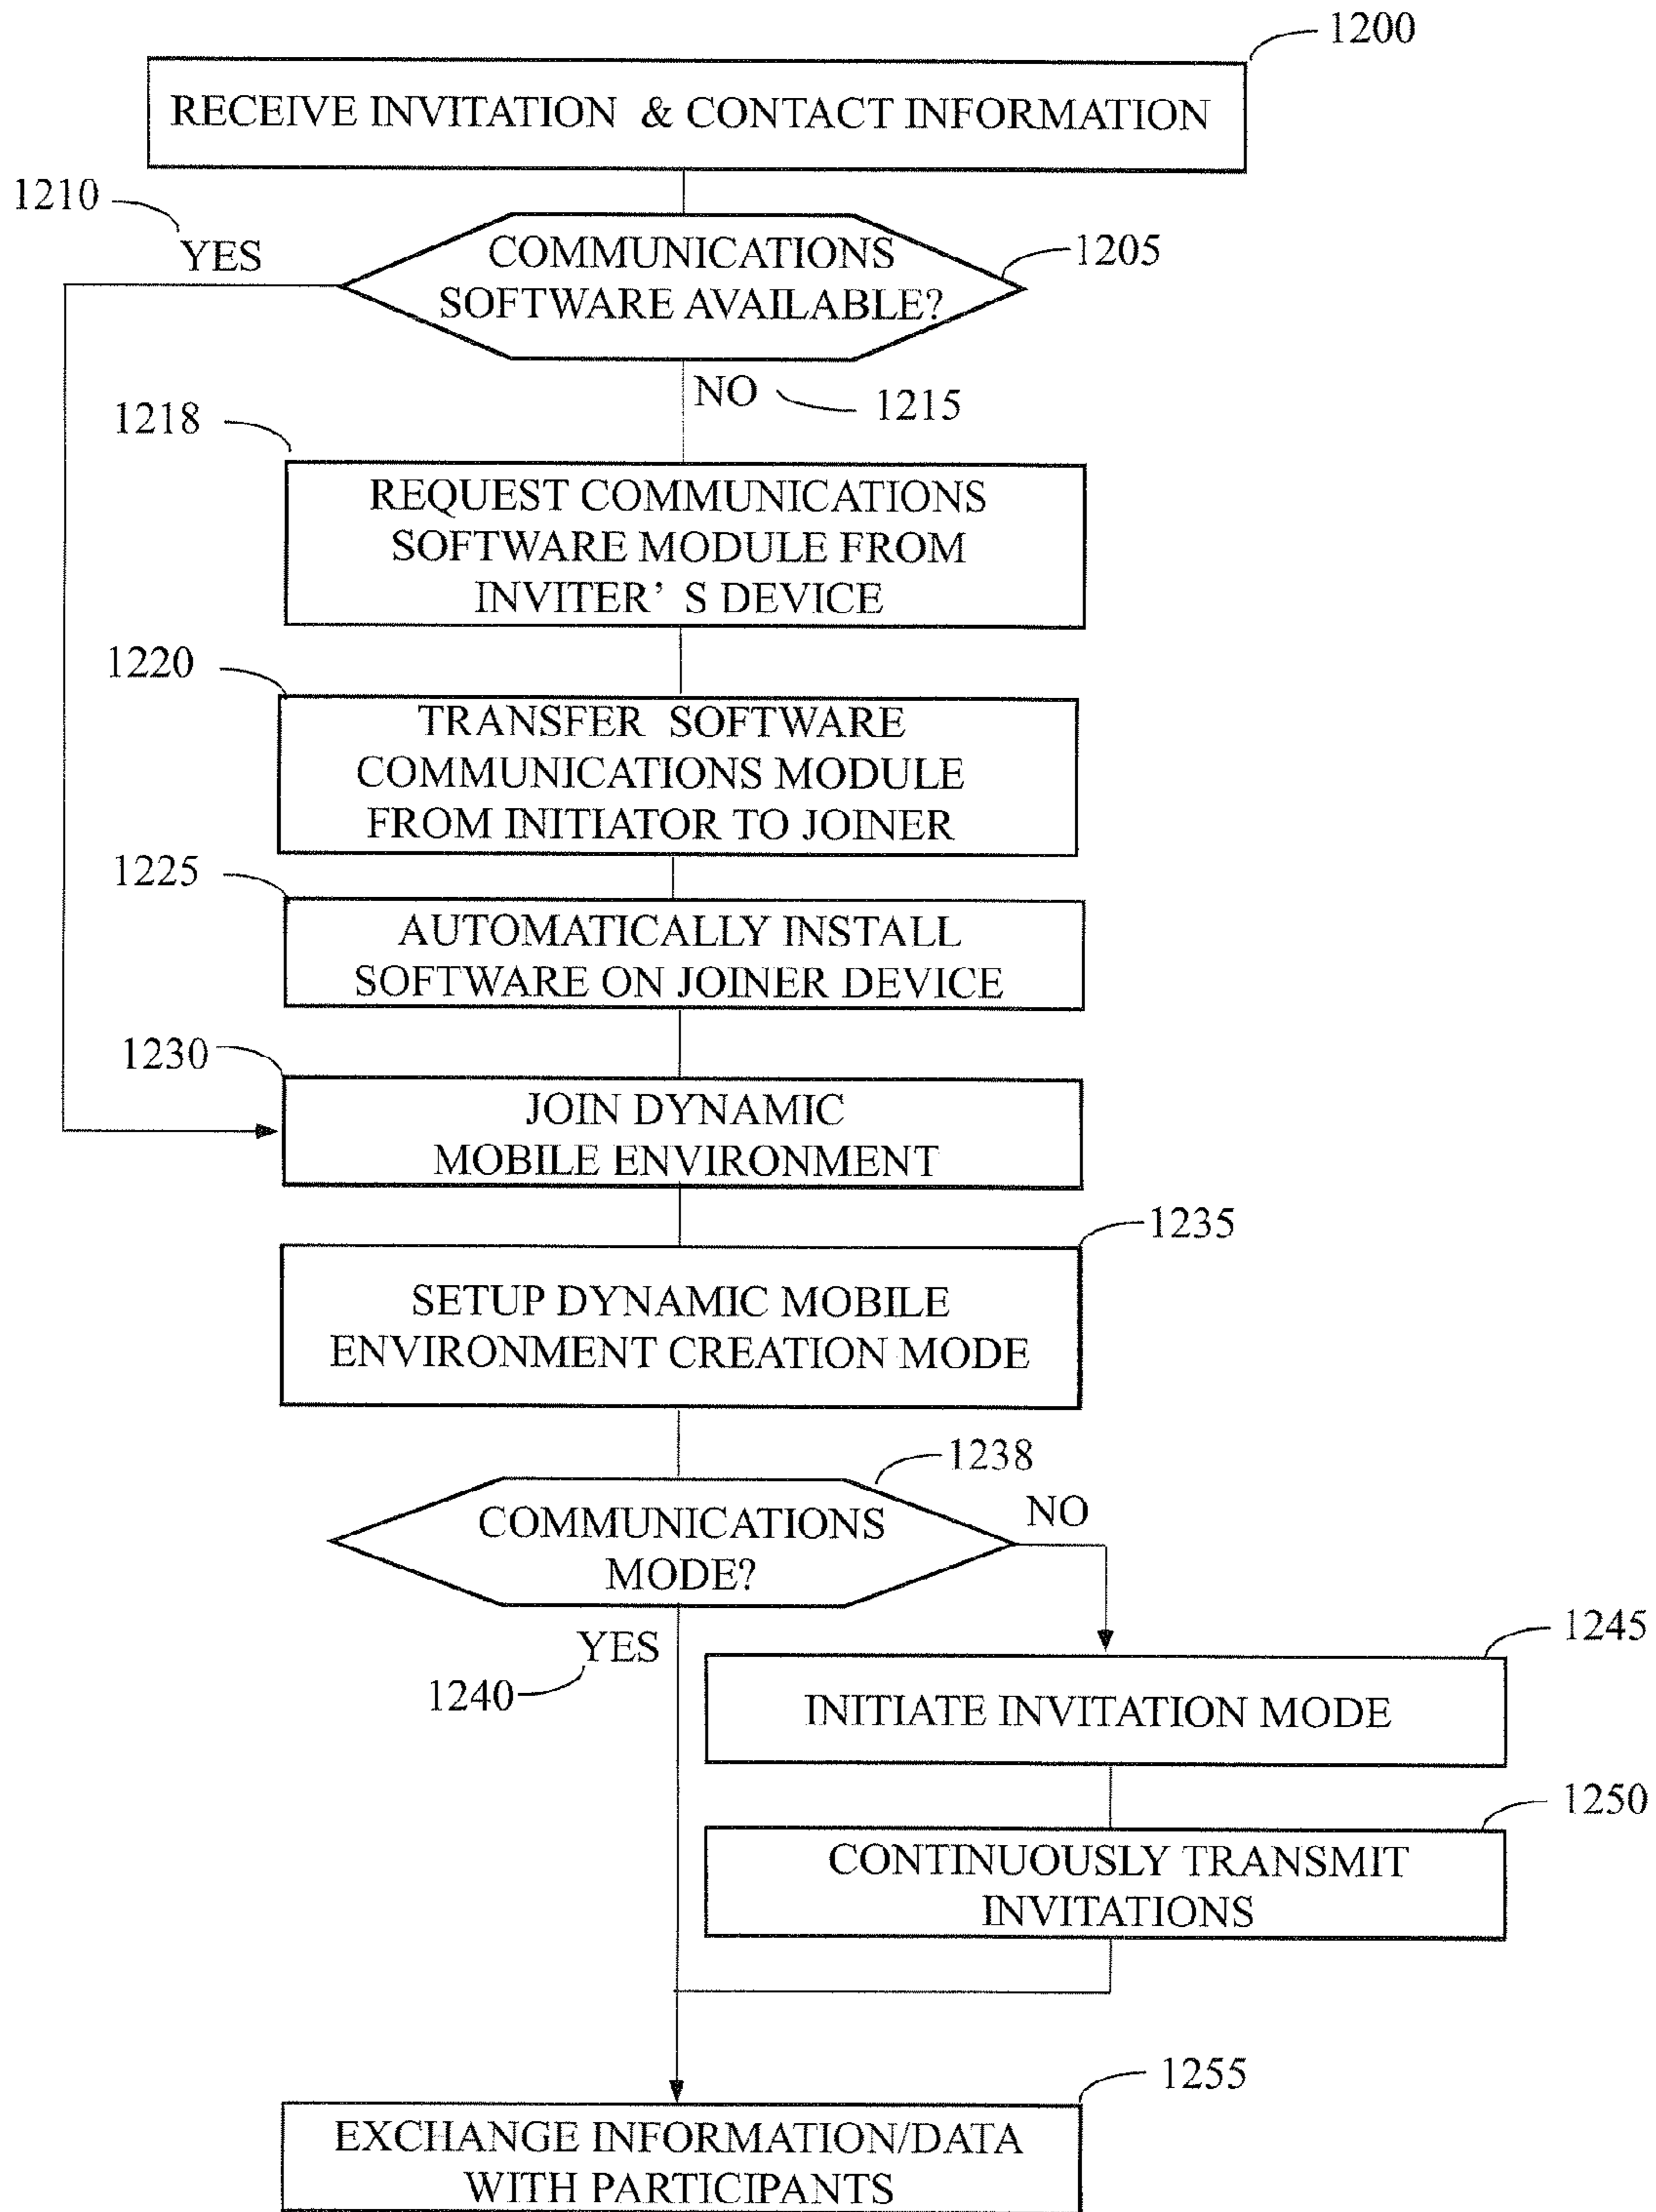 1200
RECEIVE INVITATION & CONTACT INFORMATION
1210
YES
COMMUNICATIONS
SOFTWARE AVAILABLE?
1205
NO
1215
1218
REQUEST COMMUNICATIONS
SOFTWARE MODULE FROM
INVITER' S DEVICE
1220
TRANSFER SOFTWARE
COMMUNICATIONS MODULE
FROM INITIATOR TO JOINER
1225
AUTOMATICALLY INSTALL
SOFTWARE ON JOINER DEVICE
1230
JOIN DYNAMIC
MOBILE ENVIRONMENT
1235
SETUP DYNAMIC MOBILE
ENVIRONMENT CREATION MODE
1238
COMMUNICATIONS
MODE?
NO
YES
1240
1245
INITIATE INVITATION MODE
1250
CONTINUOUSLY TRANSMIT
INVITATIONS
1255
EXCHANGE INFORMATION/DATA
WITH PARTICIPANTS